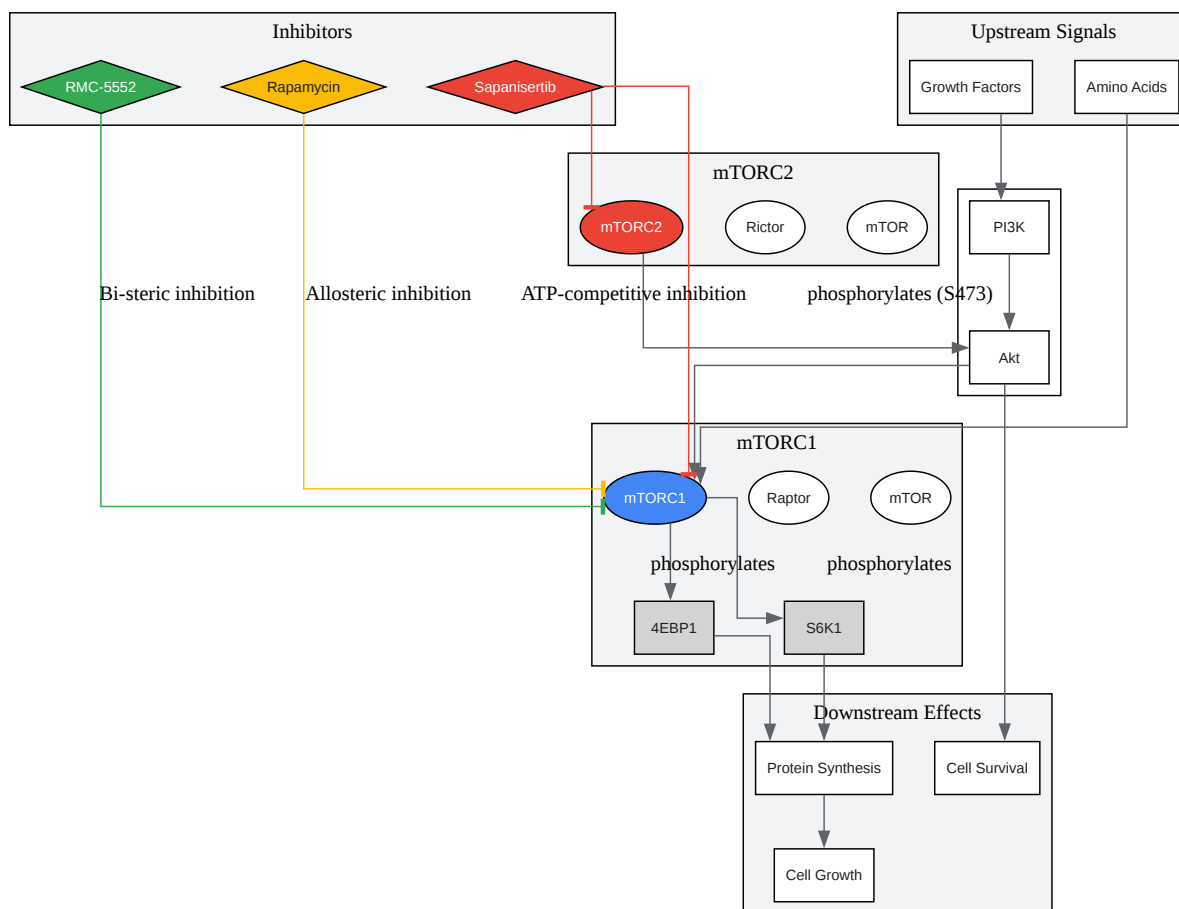 Inhibitors
Upstream Signals
RMC-5552
Rapamycin
Sapanisertib
Growth Factors
Amino Acids
mTORC2
mTORC2
Rictor
mTOR
PI3K
Bi-steric inhibition
Allosteric inhibition
ATP-competitive inhibition
phosphorylates (S473)
Akt
mTORC1
mTORC1
Raptor
mTOR
phosphorylates
phosphorylates
4EBP1
S6K1
Downstream Effects
Protein Synthesis
Cell Survival
Cell Growth